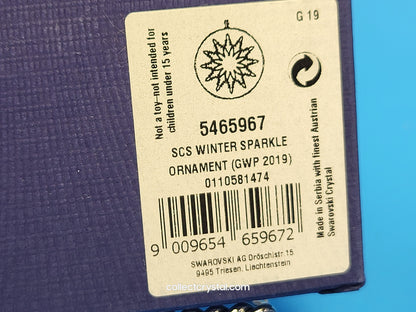 G 19
Not a toy-not intended for
children under 15 years
5465967
SCS WINTER SPARKLE
ORNAMENT (GWP 2019)
0110581474
9 009654 659672
SWAROVSKI AG Dröschistr. 15
9495 Triesen, Liechtenstein
Made in Serbia with finest Austrian
Swarovski Crystal
collectcrystal.com